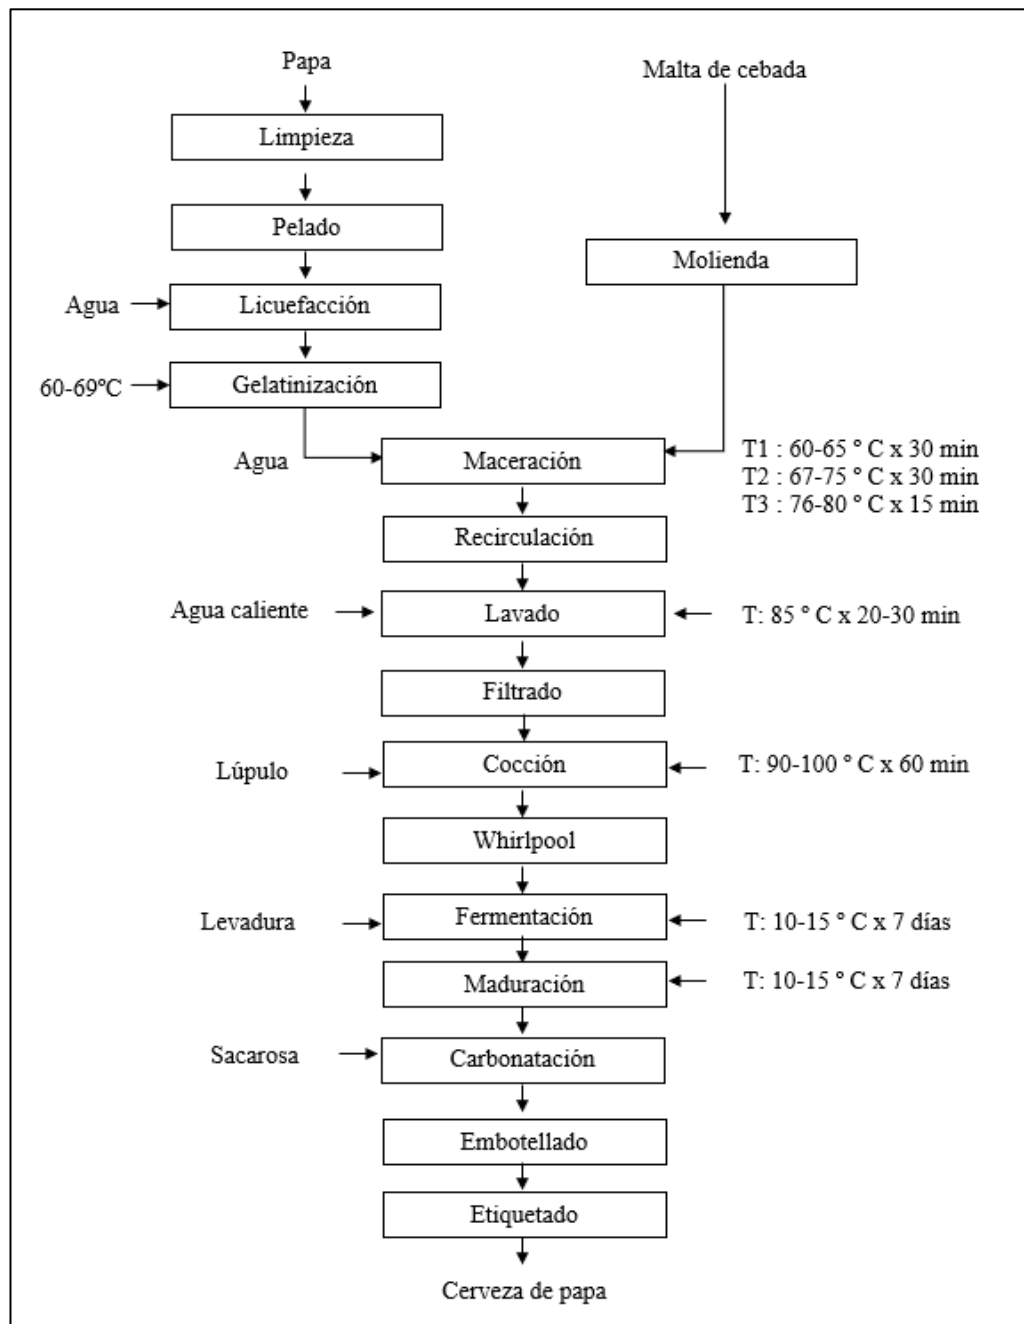 Papa
Malta de cebada
Limpieza
Pelado
Molienda
Agua
Licuefacción
60-69ºC
Gelatinización
Agua
Maceración
T1 : 60-65 º C x 30 min
T2 : 67-75 º C x 30 min
T3 : 76-80 º C x 15 min
Recirculación
Agua caliente
Lavado
T: 85 º C x 20-30 min
Filtrado
Lúpulo
Cocción
T: 90-100 º C x 60 min
Whirlpool
Levadura
Fermentación
T: 10-15 º C x 7 días
Maduración
T: 10-15 º C x 7 días
Sacarosa
Carbonatación
Embotellado
Etiquetado
Cerveza de papa